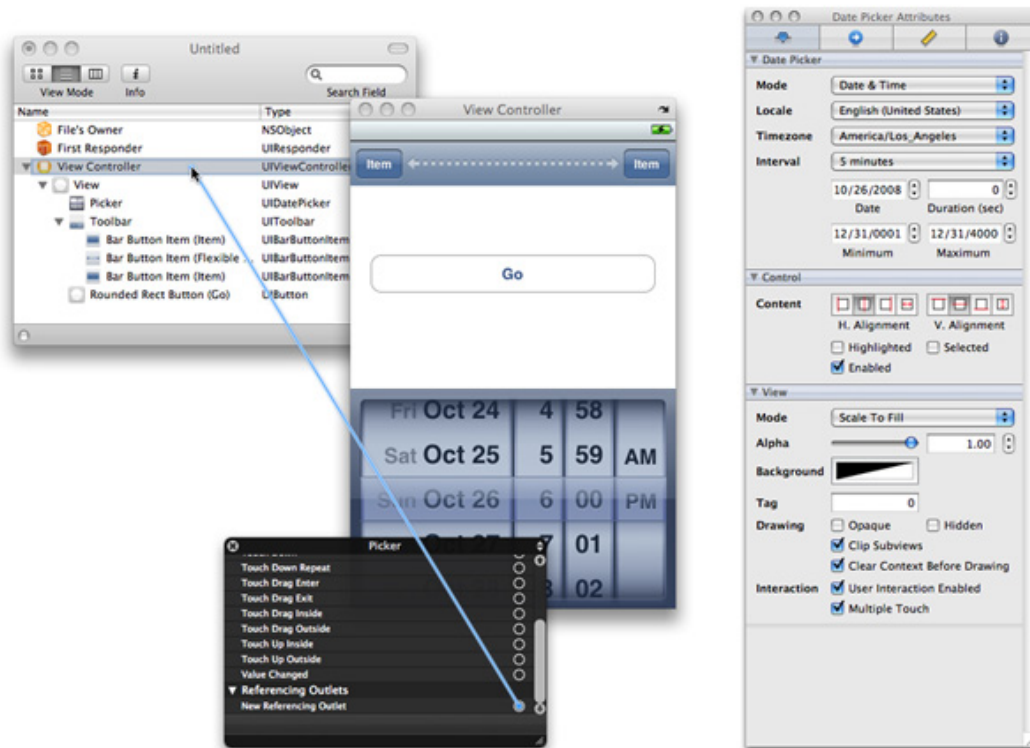 Untitled
View Mode
Info
Search Field
Name Type
File's Owner NSObject
First Responder UIResponder
View Controller UIViewController
View UIView
Picker UIDatePicker
Toolbar UIToolbar
Bar Button Item (Item) UIBarButtonItem
Bar Button Item (Flexible ... UIBarButtonItem
Bar Button Item (Item) UIBarButtonItem
Rounded Rect Button (Go) UIButton
View Controller
Item Item
Go
Fri Oct 24 4 58
Sat Oct 25 5 59 AM
Sun Oct 26 6 00 PM
Oct 27 7 01
02
Picker
Touch Down Repeat
Touch Drag Enter
Touch Drag Exit
Touch Drag Inside
Touch Drag Outside
Touch Up Inside
Touch Up Outside
Value Changed
Referencing Outlets
New Referencing Outlet
Date Picker Attributes
Date Picker
Mode Date & Time
Locale English (United States)
Timezone America/Los_Angeles
Interval 5 minutes
10/26/2008 0
Date Duration (sec)
12/31/0001 12/31/4000
Minimum Maximum
Control
Content
H. Alignment V. Alignment
Highlighted Selected
Enabled
View
Mode Scale To Fill
Alpha 1.00
Background
Tag 0
Drawing Opaque Hidden
Clip Subviews
Clear Context Before Drawing
Interaction User Interaction Enabled
Multiple Touch